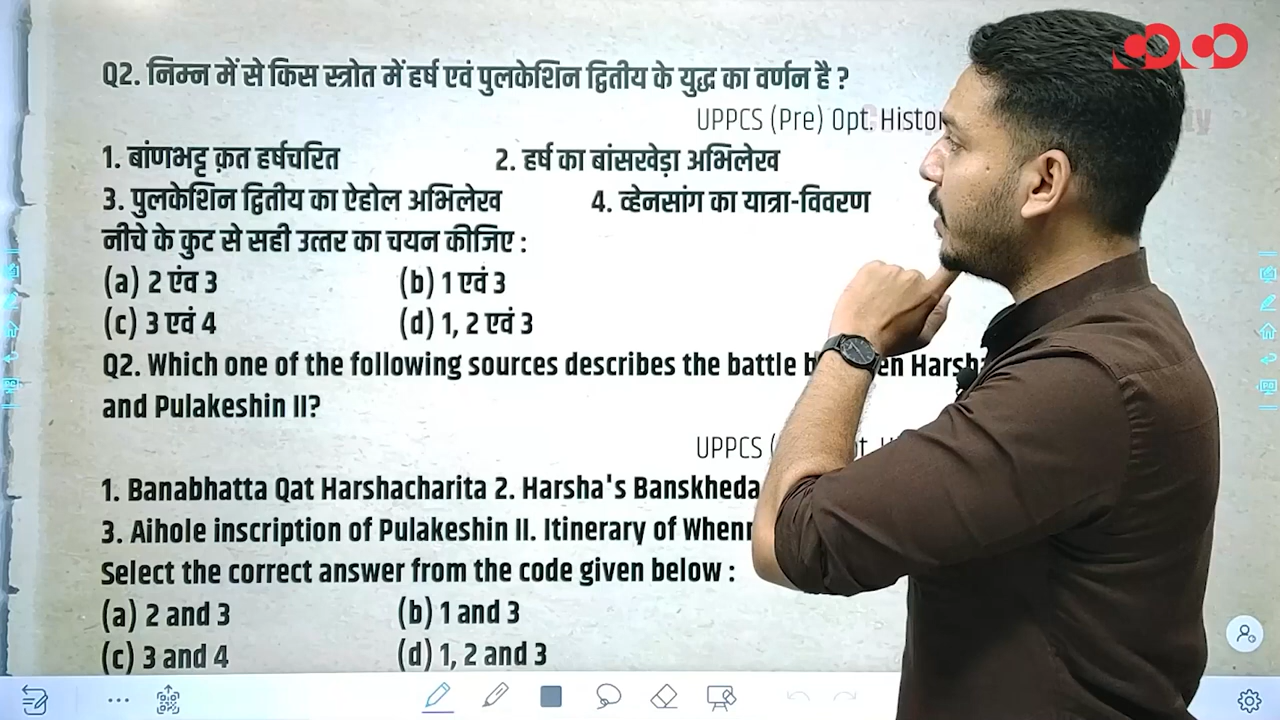 Q2. निम्न में से किस स्त्रोत में हर्ष एवं पुलकेशिन द्वितीय के युद्ध का वर्णन है ?
UPPCS (Pre) Opt.
1. बांणभट्ट क़त हर्षचरित 2. हर्ष का बांसखेड़ा अभिलेख
3. पुलकेशिन द्वितीय का ऐहोल अभिलेख 4. व्हेनसांग का यात्रा-विवरण
नीचे के कुट से सही उत्तर का चयन कीजिए :
(a) 2 एंव 3 (b) 1 एवं 3
(c) 3 एवं 4 (d) 1, 2 एवं 3
Q2. Which one of the following sources describes the battle
and Pulakeshin II?
UPPCS
1. Banabhatta Qat Harshacharita 2. Harsha's Banskheda
3. Aihole inscription of Pulakeshin II. Itinerary of
Select the correct answer from the code given below :
(a) 2 and 3 (b) 1 and 3
(c) 3 and 4 (d) 1, 2 and 3